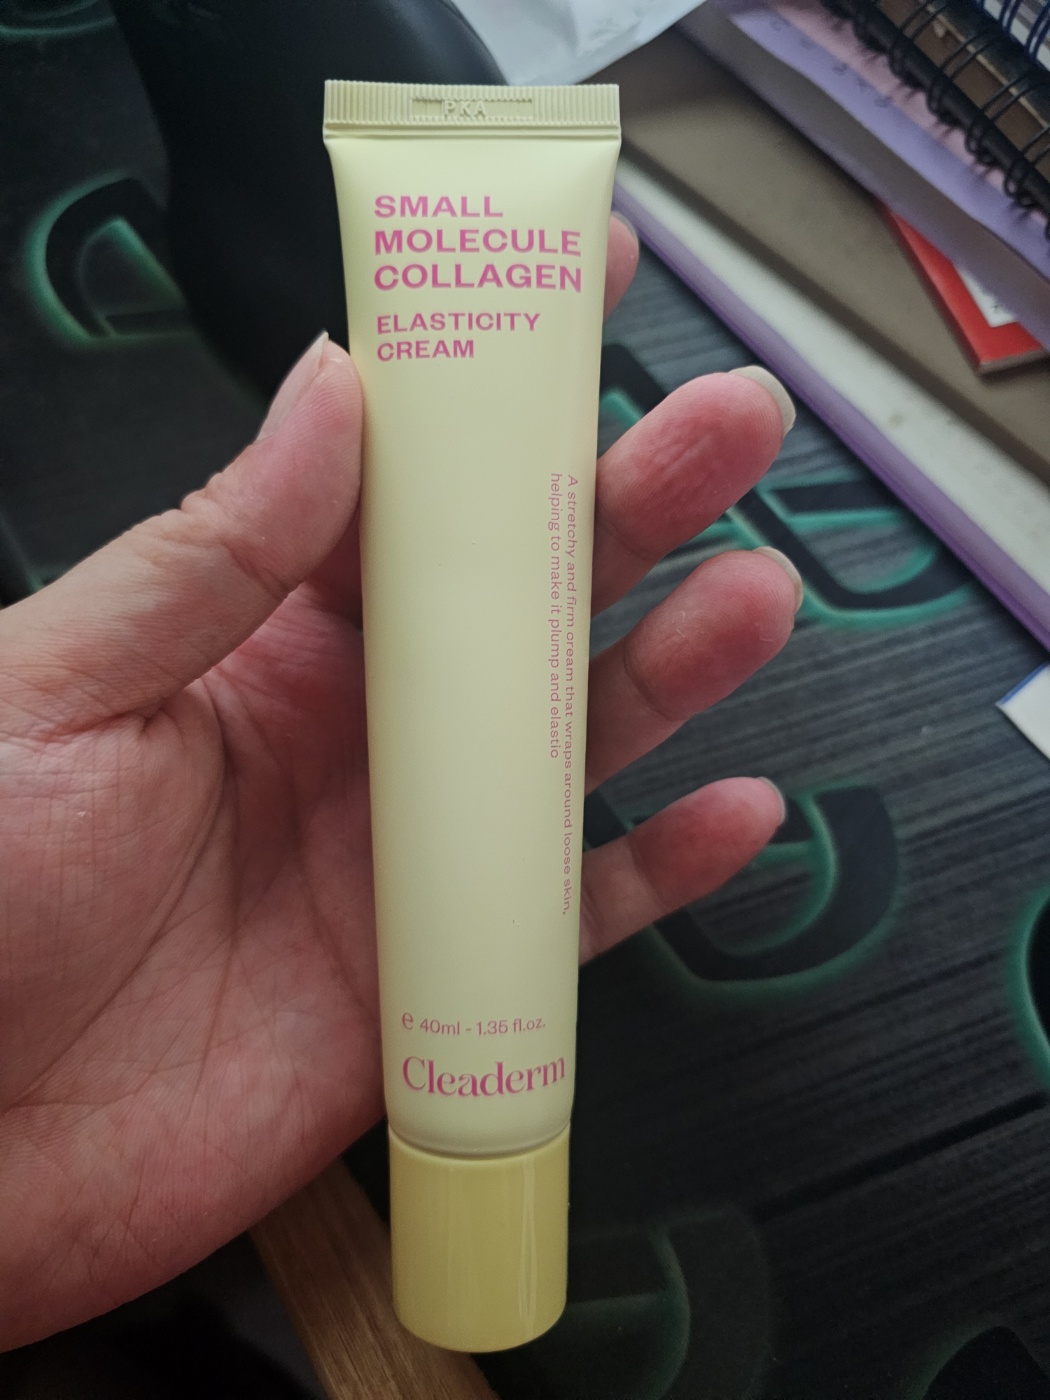 PKA
SMALL
MOLECULE
COLLAGEN
ELASTICITY
CREAM
A stretchy and firm cream that wraps around loose skin,
helping to make it plump and elastic
e 40ml - 1.35 fl.oz.
Cleaderm